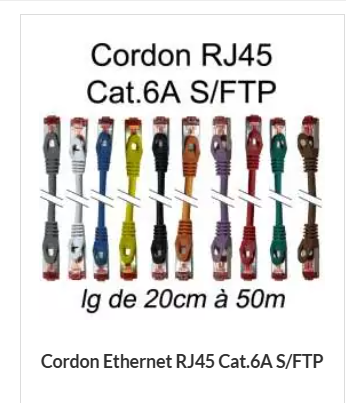 Cordon RJ45
Cat.6A S/FTP
lg de 20cm à 50m
Cordon Ethernet RJ45 Cat.6A S/FTP